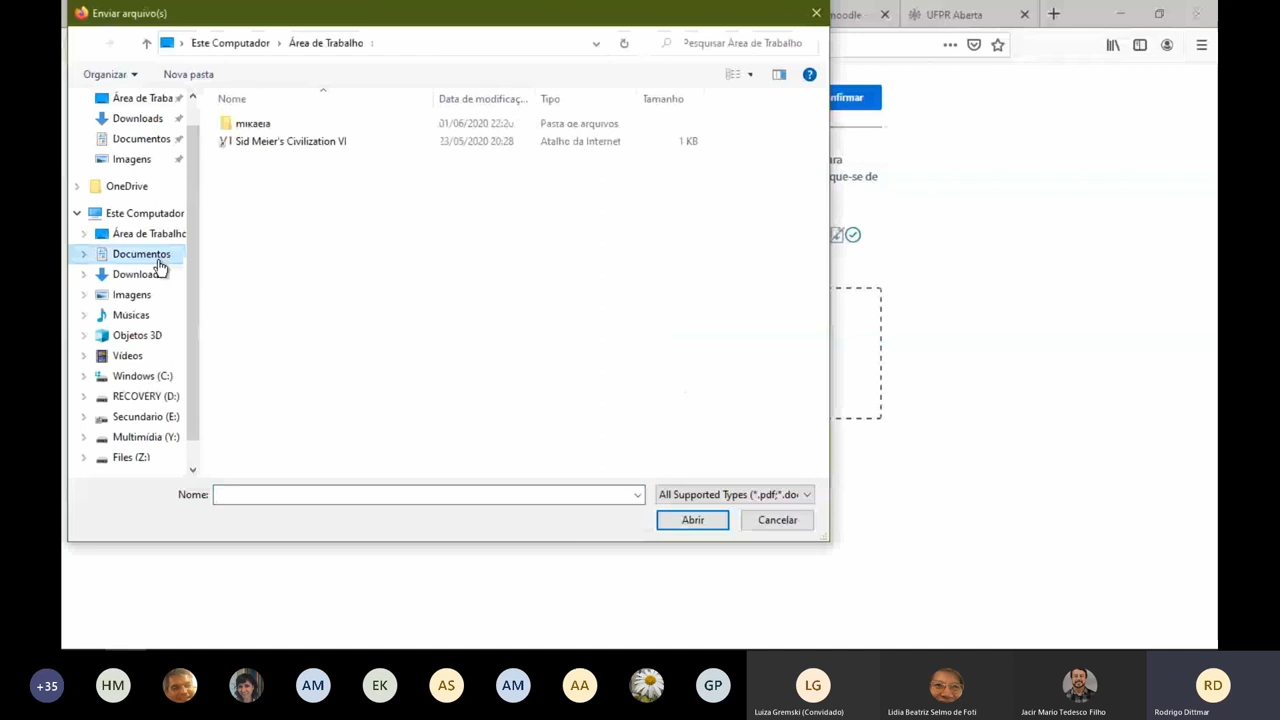 Enviar arquivo(s)
moodle
UFPR Aberta
Este Computador
Área de Trabalho
Pesquisar Área de Trabalho
Organizar
Nova pasta
Nome
Data de modificaç...
Tipo
Tamanho
mikaela
01/06/2020 22:20
Pasta de arquivos
Sid Meier's Civilization VI
23/05/2020 20:28
Atalho da Internet
1 KB
Área de Traba
Downloads
Documentos
Imagens
OneDrive
Este Computador
Área de Trabalho
Documentos
Download
Imagens
Músicas
Objetos 3D
Vídeos
Windows (C:)
RECOVERY (D:)
Secundario (E:)
Multimídia (Y:)
Files (Z:)
nfirmar
ara
que-se de
Nome:
All Supported Types (*.pdf;*.do
Abrir
Cancelar
+35
HM
AM
EK
AS
AM
AA
GP
LG
RD
Luiza Gremski (Convidado)
Lidia Beatriz Selmo de Foti
Jacir Mario Tedesco Filho
Rodrigo Dittmar